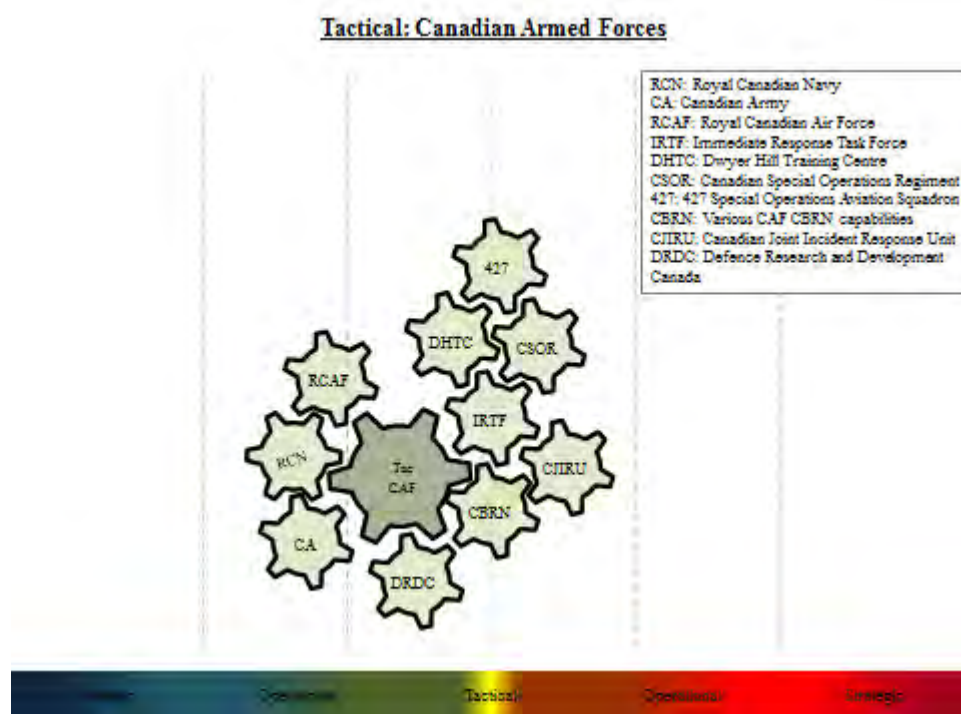 Tactical: Canadian Armed Forces
RCN: Royal Canadian Navy
CA: Canadian Army
RCAF: Royal Canadian Air Force
IRTF: Immediate Response Task Force
DHTC: Dwyer Hill Training Centre
CSOR: Canadian Special Operations Regiment
427: 427 Special Operations Aviation Squadron
CBRN: Various CAF CBRN capabilities
CJIRU: Canadian Joint Incident Response Unit
DRDC: Defence Research and Development
Canada
427
DHTC
CSOR
RCAF
IRTF
RCN
Tac
CAF
CJIRU
CBRN
CA
DRDC
Tactical
Operational
Strategic